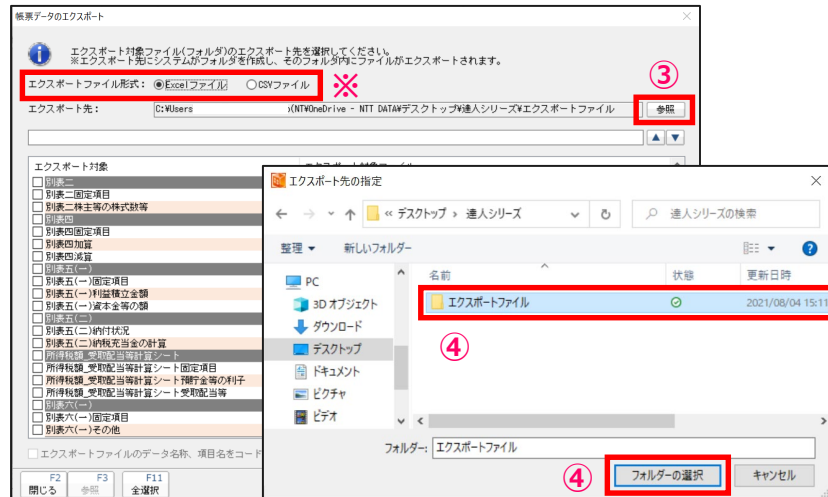 帳票データのエクスポート
エクスポート対象ファイル(フォルダ)のエクスポート先を選択してください。
※エクスポート先にシステムがフォルダを作成し、そのフォルダ内にファイルがエクスポートされます。
エクスポートファイル形式： Excelファイル CSVファイル ※
③
エクスポート先： C:¥Users )(NT¥OneDrive - NTT DATA¥デスクトップ¥達人シリーズ¥エクスポートファイル 参照
▲ ▼
エクスポート対象
別表二
別表二固定項目
別表二株主等の株式数等
別表四
別表四固定項目
別表四加算
別表四減算
別表五(一)
別表五(一)固定項目
別表五(一)利益積立金額
別表五(一)資本金等の額
別表五(二)
別表五(二)納付状況
別表五(二)納税充当金の計算
所得税額_受取配当等計算シート
所得税額_受取配当等計算シート固定項目
所得税額_受取配当等計算シート預貯金等の利子
所得税額_受取配当等計算シート受取配当等
別表六(一)
別表六(一)固定項目
別表六(一)その他
エクスポートファイルのデータ名称、項目名をコード
F2 F3 F11
閉じる 参照 全選択
エクスポート先の指定
« デスクトップ › 達人シリーズ 達人シリーズの検索
整理 ▼ 新しいフォルダー ?
PC
3D オブジェクト
ダウンロード
デスクトップ
ドキュメント
ピクチャ
ビデオ
名前 状態 更新日時
エクスポートファイル 2021/08/04 15:11
④
フォルダー: エクスポートファイル
④
フォルダーの選択 キャンセル